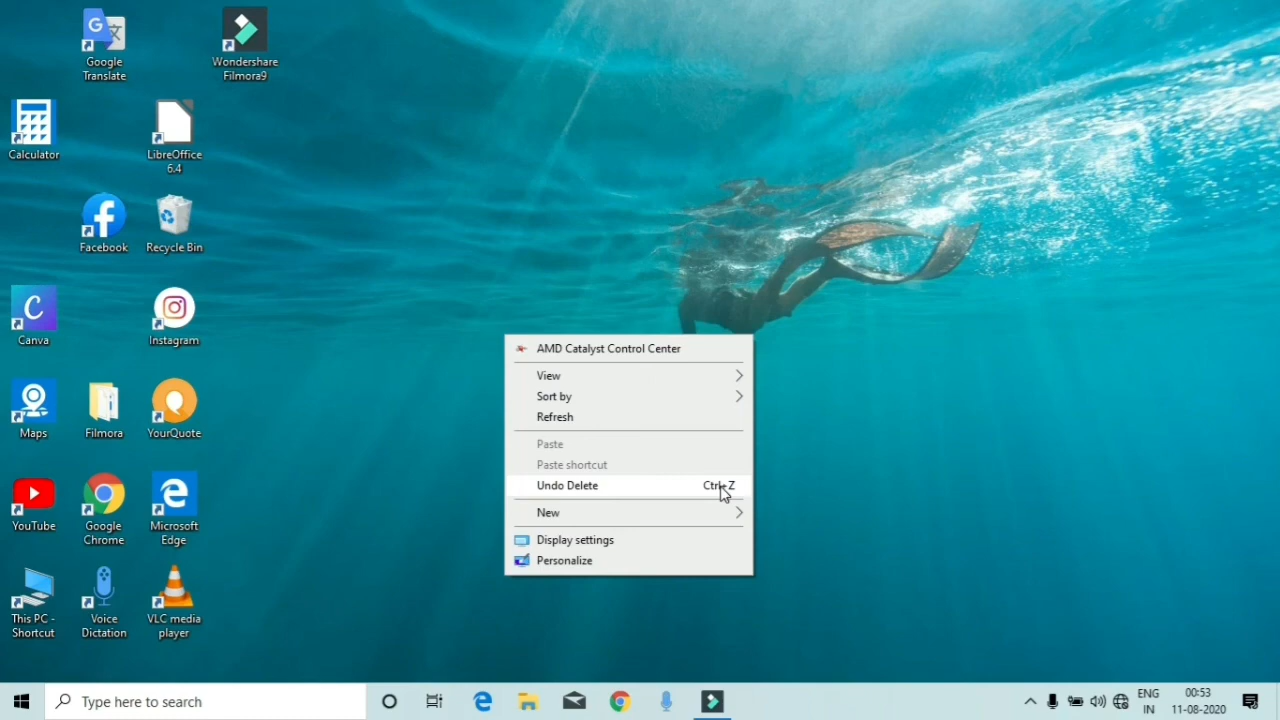 Google
Translate
Wondershare
Filmora9
Calculator
LibreOffice
6.4
Facebook
Recycle Bin
Canva
Instagram
Maps
Filmora
YourQuote
YouTube
Google
Chrome
Microsoft
Edge
This PC -
Shortcut
Voice
Dictation
VLC media
player
AMD Catalyst Control Center
View
Sort by
Refresh
Paste
Paste shortcut
Undo Delete Ctrl+Z
New
Display settings
Personalize
Type here to search
ENG
IN
00:53
11-08-2020